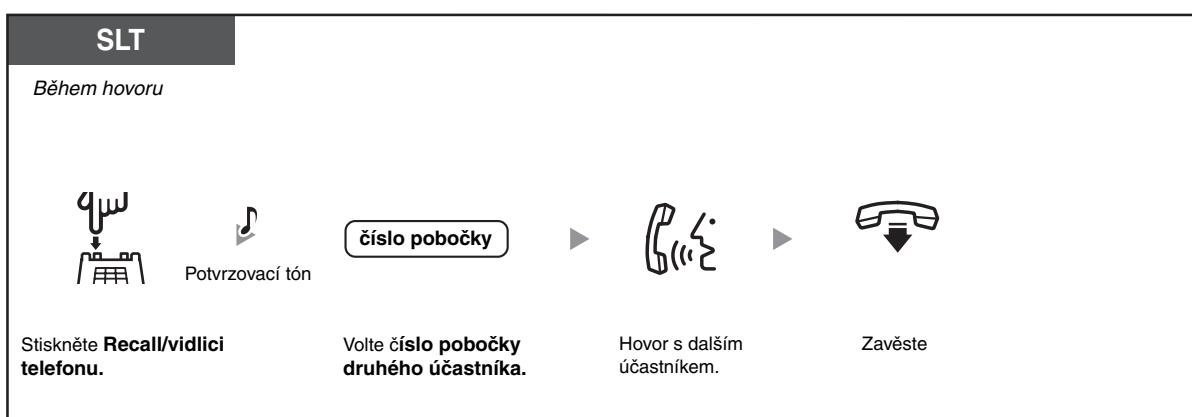 SLT
Během hovoru
Potvrzovací tón
číslo pobočky
Stiskněte Recall/vidlici
telefonu.
Volte číslo pobočky
druhého účastníka.
Hovor s dalším
účastníkem.
Zavěste